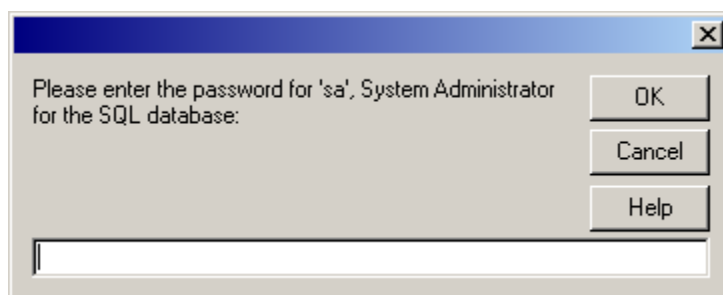 Please enter the password for 'sa', System Administrator
for the SQL database:
OK
Cancel
Help